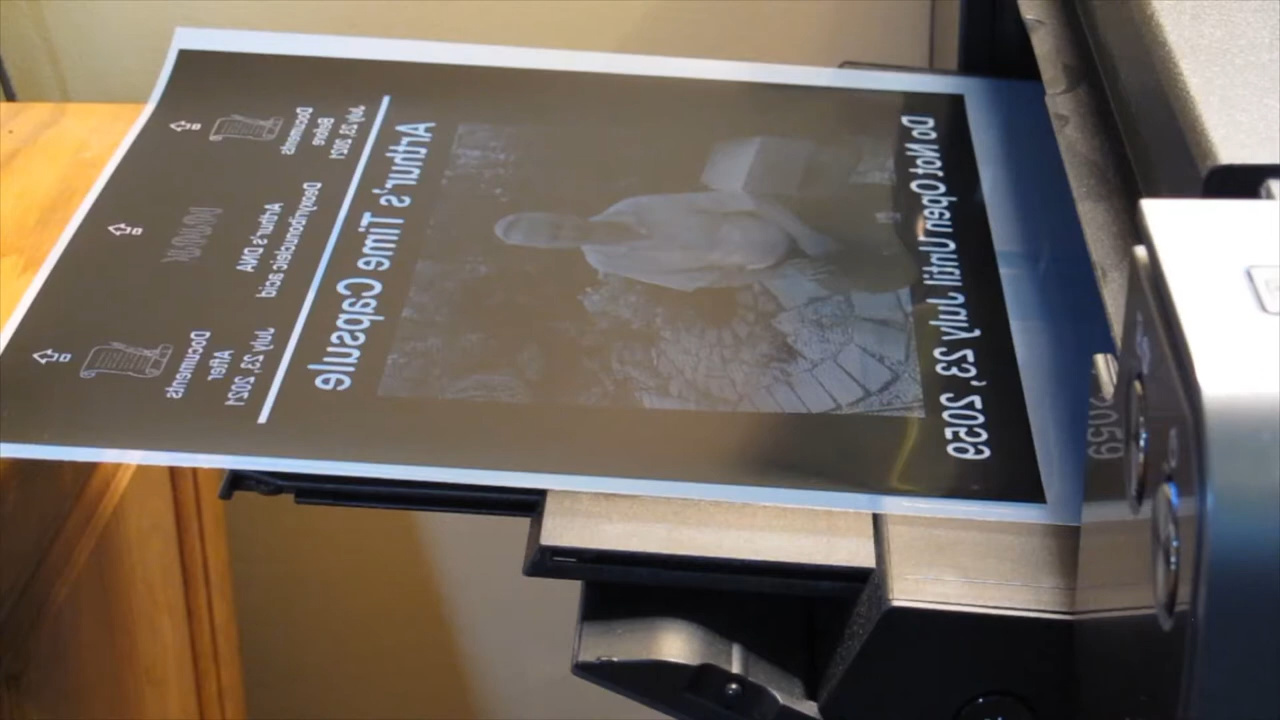 Do Not Open Until July 23, 2059
Arthur's Time Capsule
July 23, 2021
Before
Documents
Deoxyribonucleic acid
Arthur's DNA
July 23, 2021
After
Documents
2059